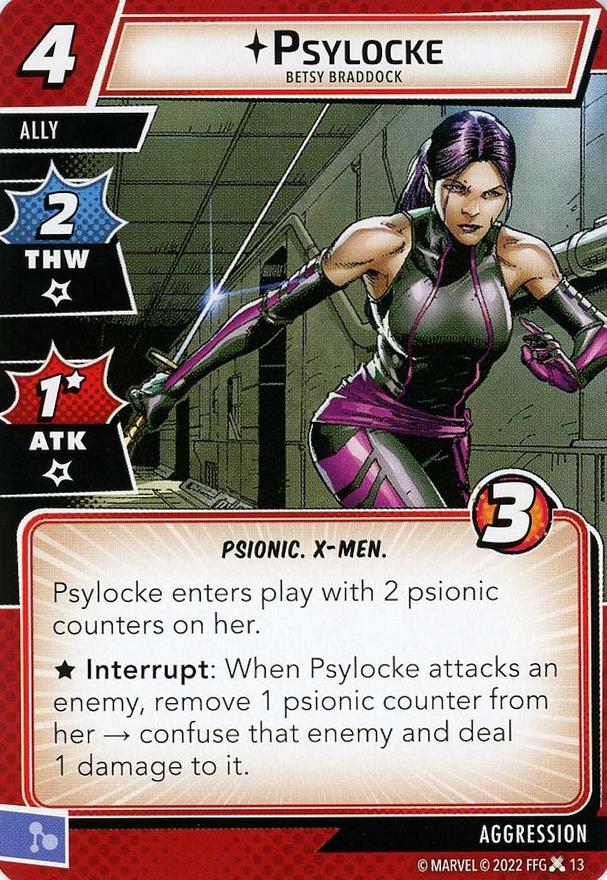 4
PSYLOCKE
BETSY BRADDOCK
ALLY
2
THW
1★
ATK
3
PSIONIC. X-MEN.
Psylocke enters play with 2 psionic
counters on her.
★ Interrupt: When Psylocke attacks an
enemy, remove 1 psionic counter from
her → confuse that enemy and deal
1 damage to it.
AGGRESSION
© MARVEL © 2022 FFG 13